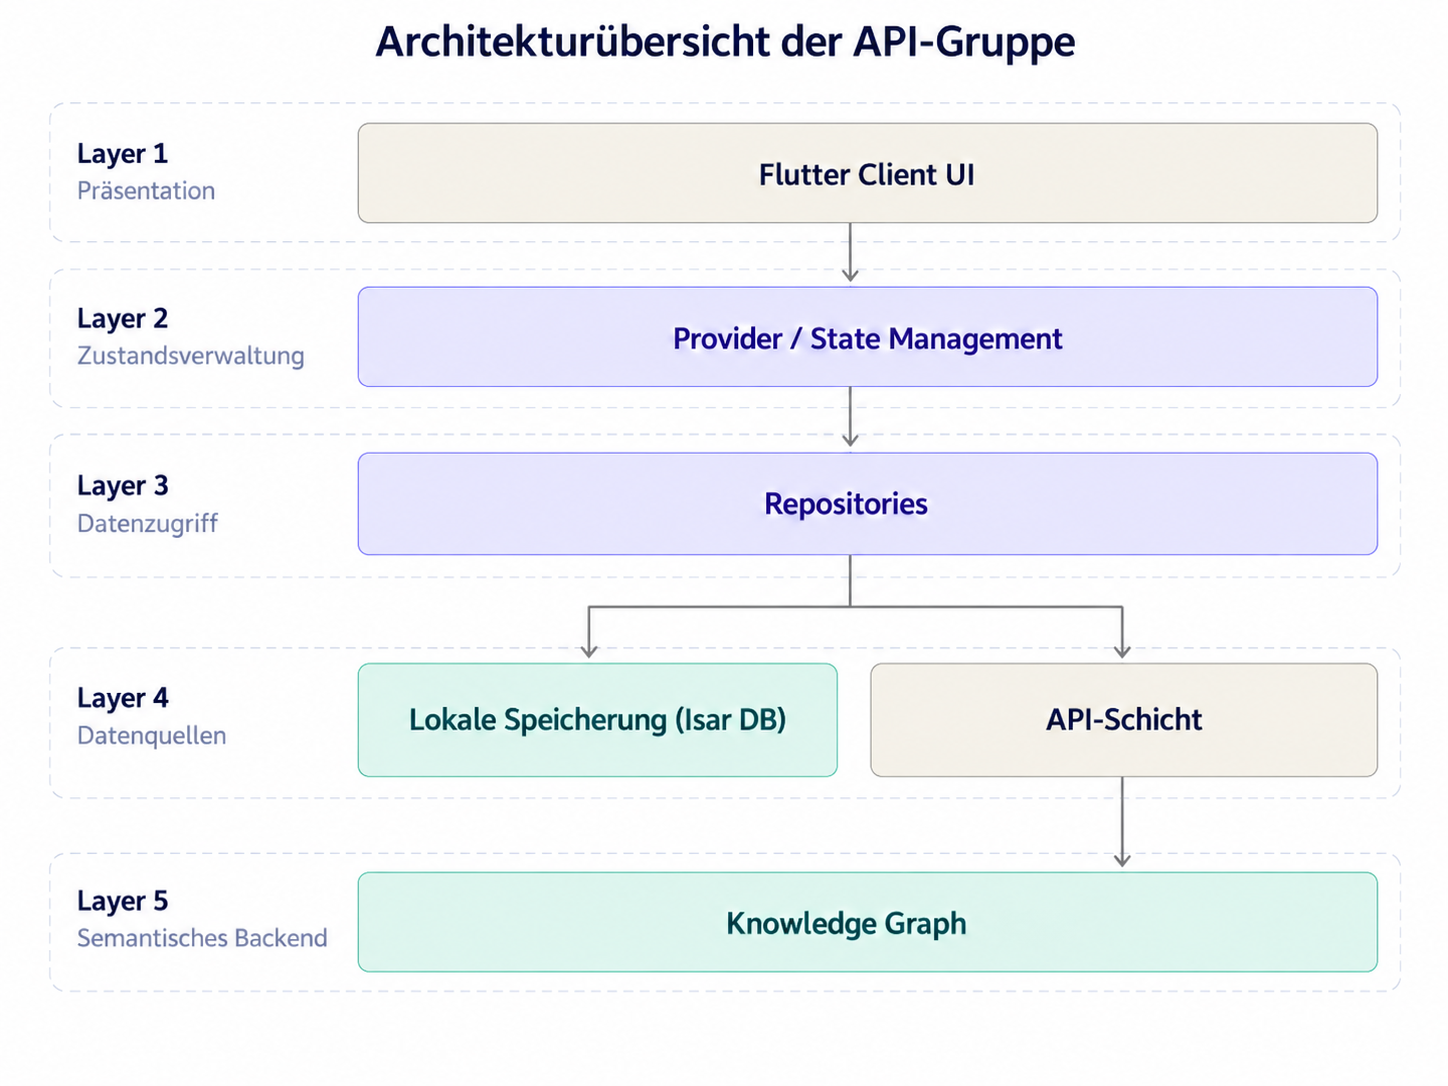 Architekturübersicht der API-Gruppe
Layer 1
Präsentation
Flutter Client UI
Layer 2
Zustandsverwaltung
Provider / State Management
Layer 3
Datenzugriff
Repositories
Layer 4
Datenquellen
Lokale Speicherung (Isar DB)
API-Schicht
Layer 5
Semantisches Backend
Knowledge Graph